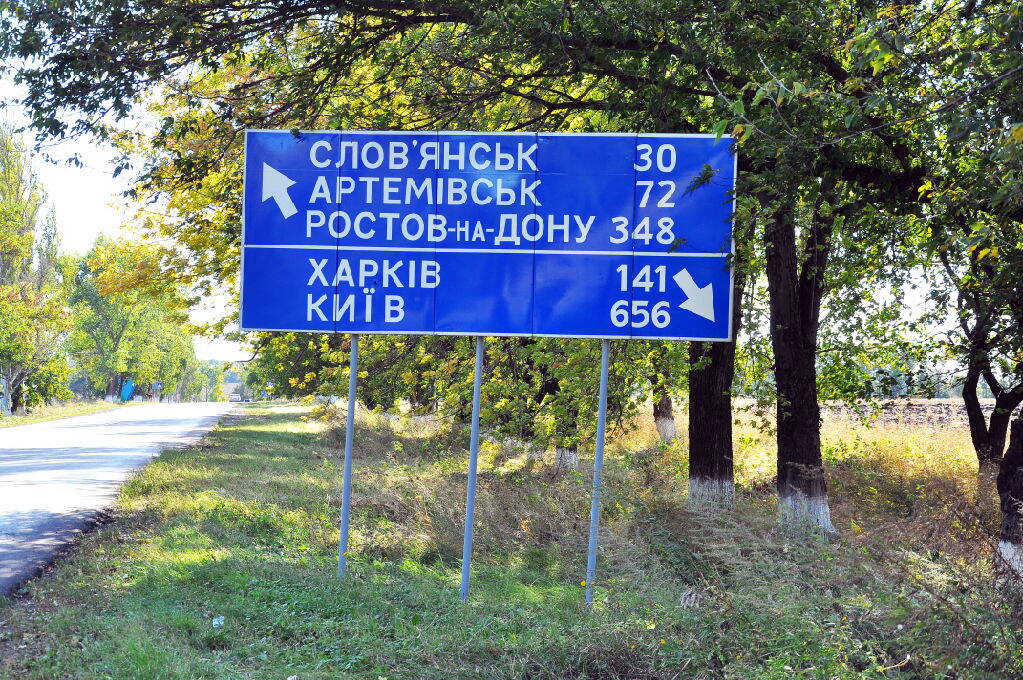 СЛОВ'ЯНСЬК 30
АРТЕМІВСЬК 72
РОСТОВ-НА-ДОНУ 348
ХАРКІВ 141
КИЇВ 656